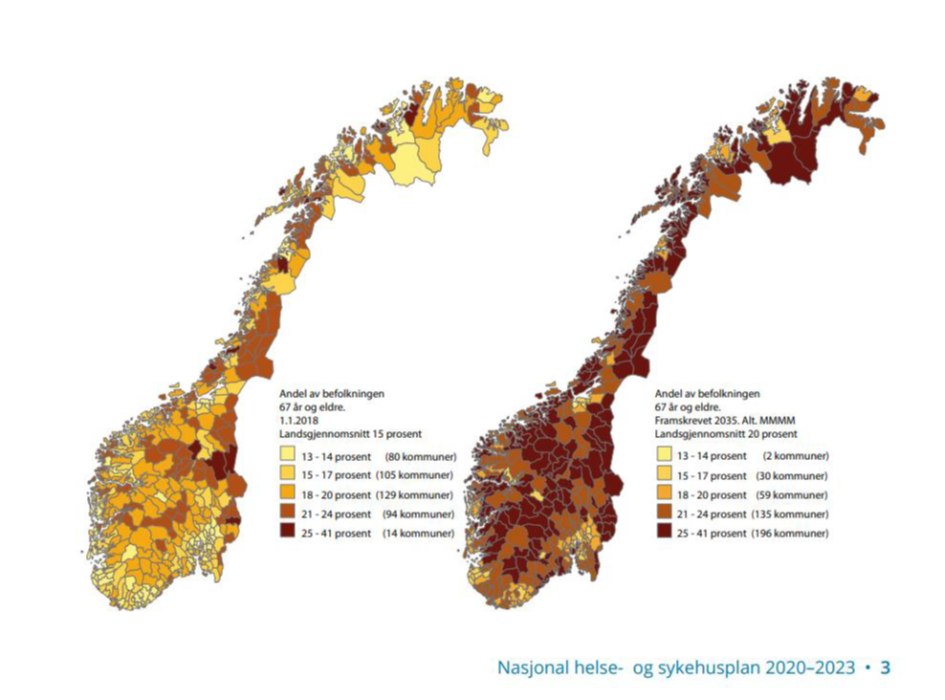 Andel av befolkningen
67 år og eldre.
1.1.2018
Landsgjennomsnitt 15 prosent
13 - 14 prosent (80 kommuner)
15 - 17 prosent (105 kommuner)
18 - 20 prosent (129 kommuner)
21 - 24 prosent (94 kommuner)
25 - 41 prosent (14 kommuner)
Andel av befolkningen
67 år og eldre.
Framskrevet 2035. Alt. MMMM
Landsgjennomsnitt 20 prosent
13 - 14 prosent (2 kommuner)
15 - 17 prosent (30 kommuner)
18 - 20 prosent (59 kommuner)
21 - 24 prosent (135 kommuner)
25 - 41 prosent (196 kommuner)
Nasjonal helse- og sykehusplan 2020–2023 • 3